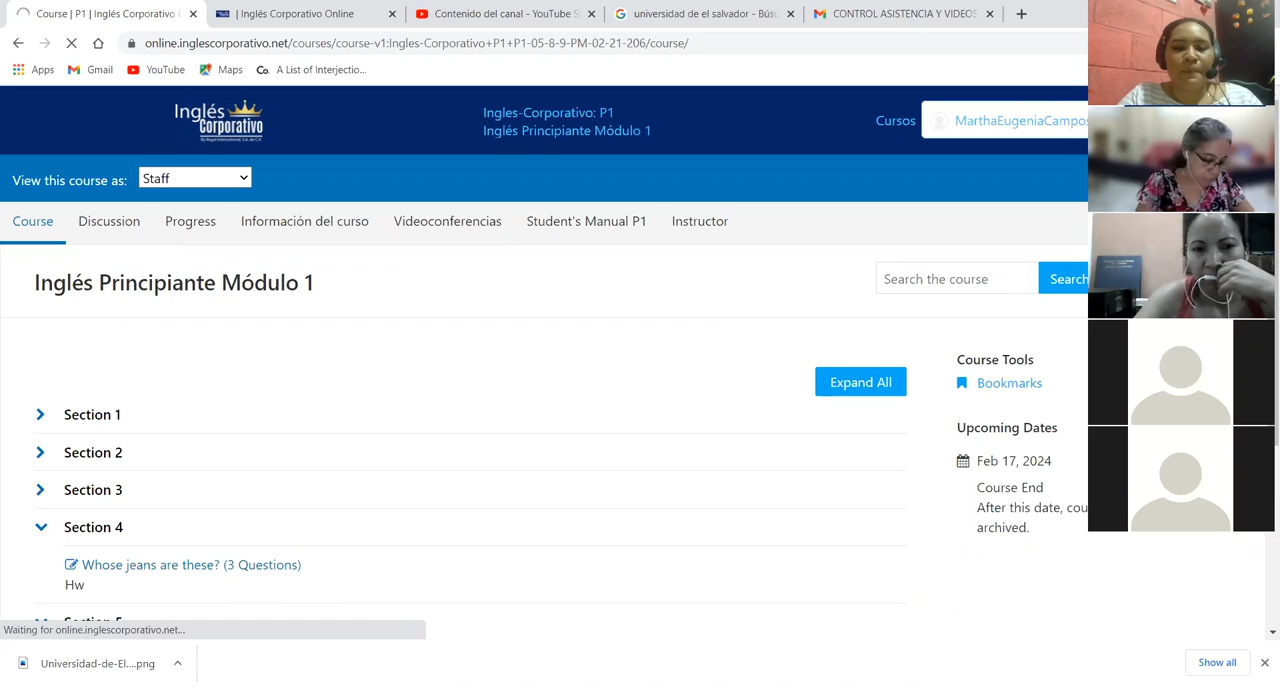 Course | P1 | Inglés Corporativo
| Inglés Corporativo Online
Contenido del canal - YouTube S
universidad de el salvador - Búsc
CONTROL ASISTENCIA Y VIDEOS
online.inglescorporativo.net/courses/course-v1:Ingles-Corporativo+P1+P1-05-8-9-PM-02-21-206/course/
Apps
Gmail
YouTube
Maps
Co.
A List of Interjectio...
Inglés
Corporativo
Ingles-Corporativo: P1
Inglés Principiante Módulo 1
Cursos
MarthaEugeniaCampos
View this course as:
Staff
Course
Discussion
Progress
Información del curso
Videoconferencias
Student's Manual P1
Instructor
Inglés Principiante Módulo 1
Search the course
Search
Expand All
Course Tools
Bookmarks
Upcoming Dates
Feb 17, 2024
Course End
After this date, cou
archived.
Section 1
Section 2
Section 3
Section 4
Whose jeans are these? (3 Questions)
Hw
Waiting for online.inglescorporativo.net...
Universidad-de-El....png
Show all